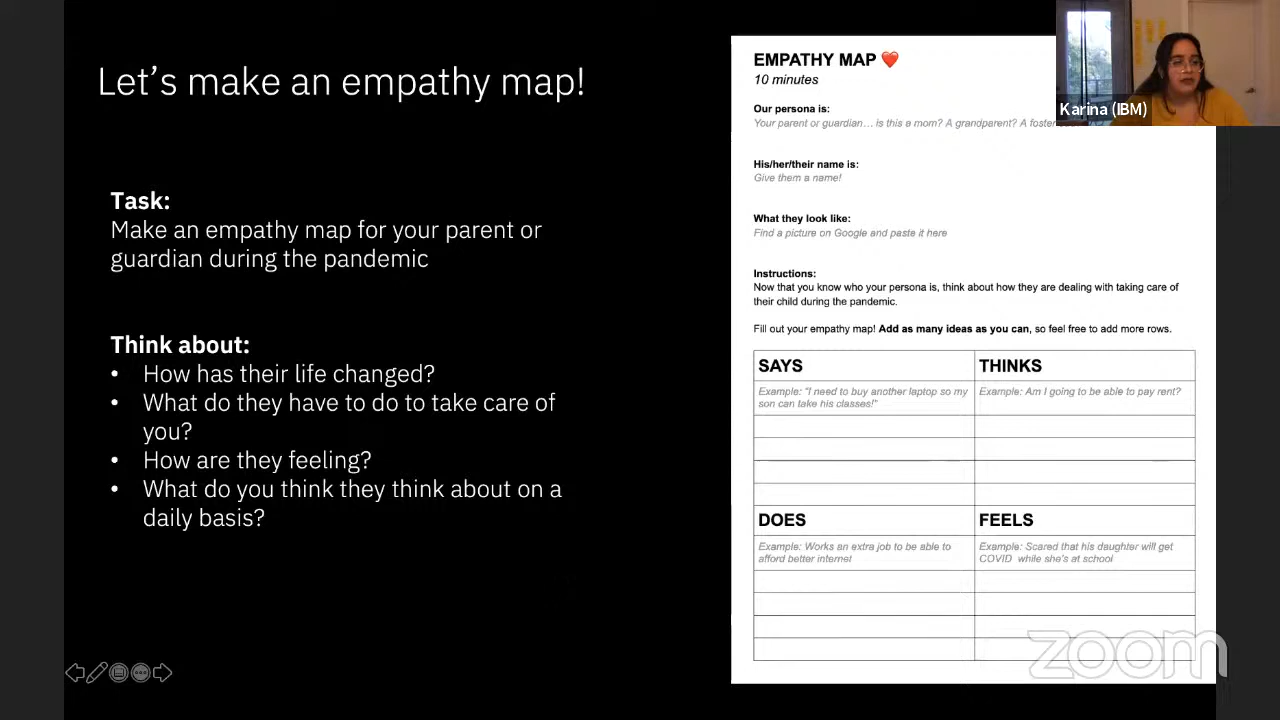 Let's make an empathy map!
Task:
Make an empathy map for your parent or
guardian during the pandemic
Think about:
• How has their life changed?
• What do they have to do to take care of
you?
• How are they feeling?
• What do you think they think about on a
daily basis?
EMPATHY MAP ❤️
10 minutes
Our persona is:
Your parent or guardian... is this a mom? A grandparent? A foster
His/her/their name is:
Give them a name!
What they look like:
Find a picture on Google and paste it here
Instructions:
Now that you know who your persona is, think about how they are dealing with taking care of
their child during the pandemic.
Fill out your empathy map! Add as many ideas as you can, so feel free to add more rows.
SAYS
Example: "I need to buy another laptop so my
son can take his classes!"
THINKS
Example: Am I going to be able to pay rent?
DOES
Example: Works an extra job to be able to
afford better internet
FEELS
Example: Scared that his daughter will get
COVID while she's at school
Karina (IBM)
zoom